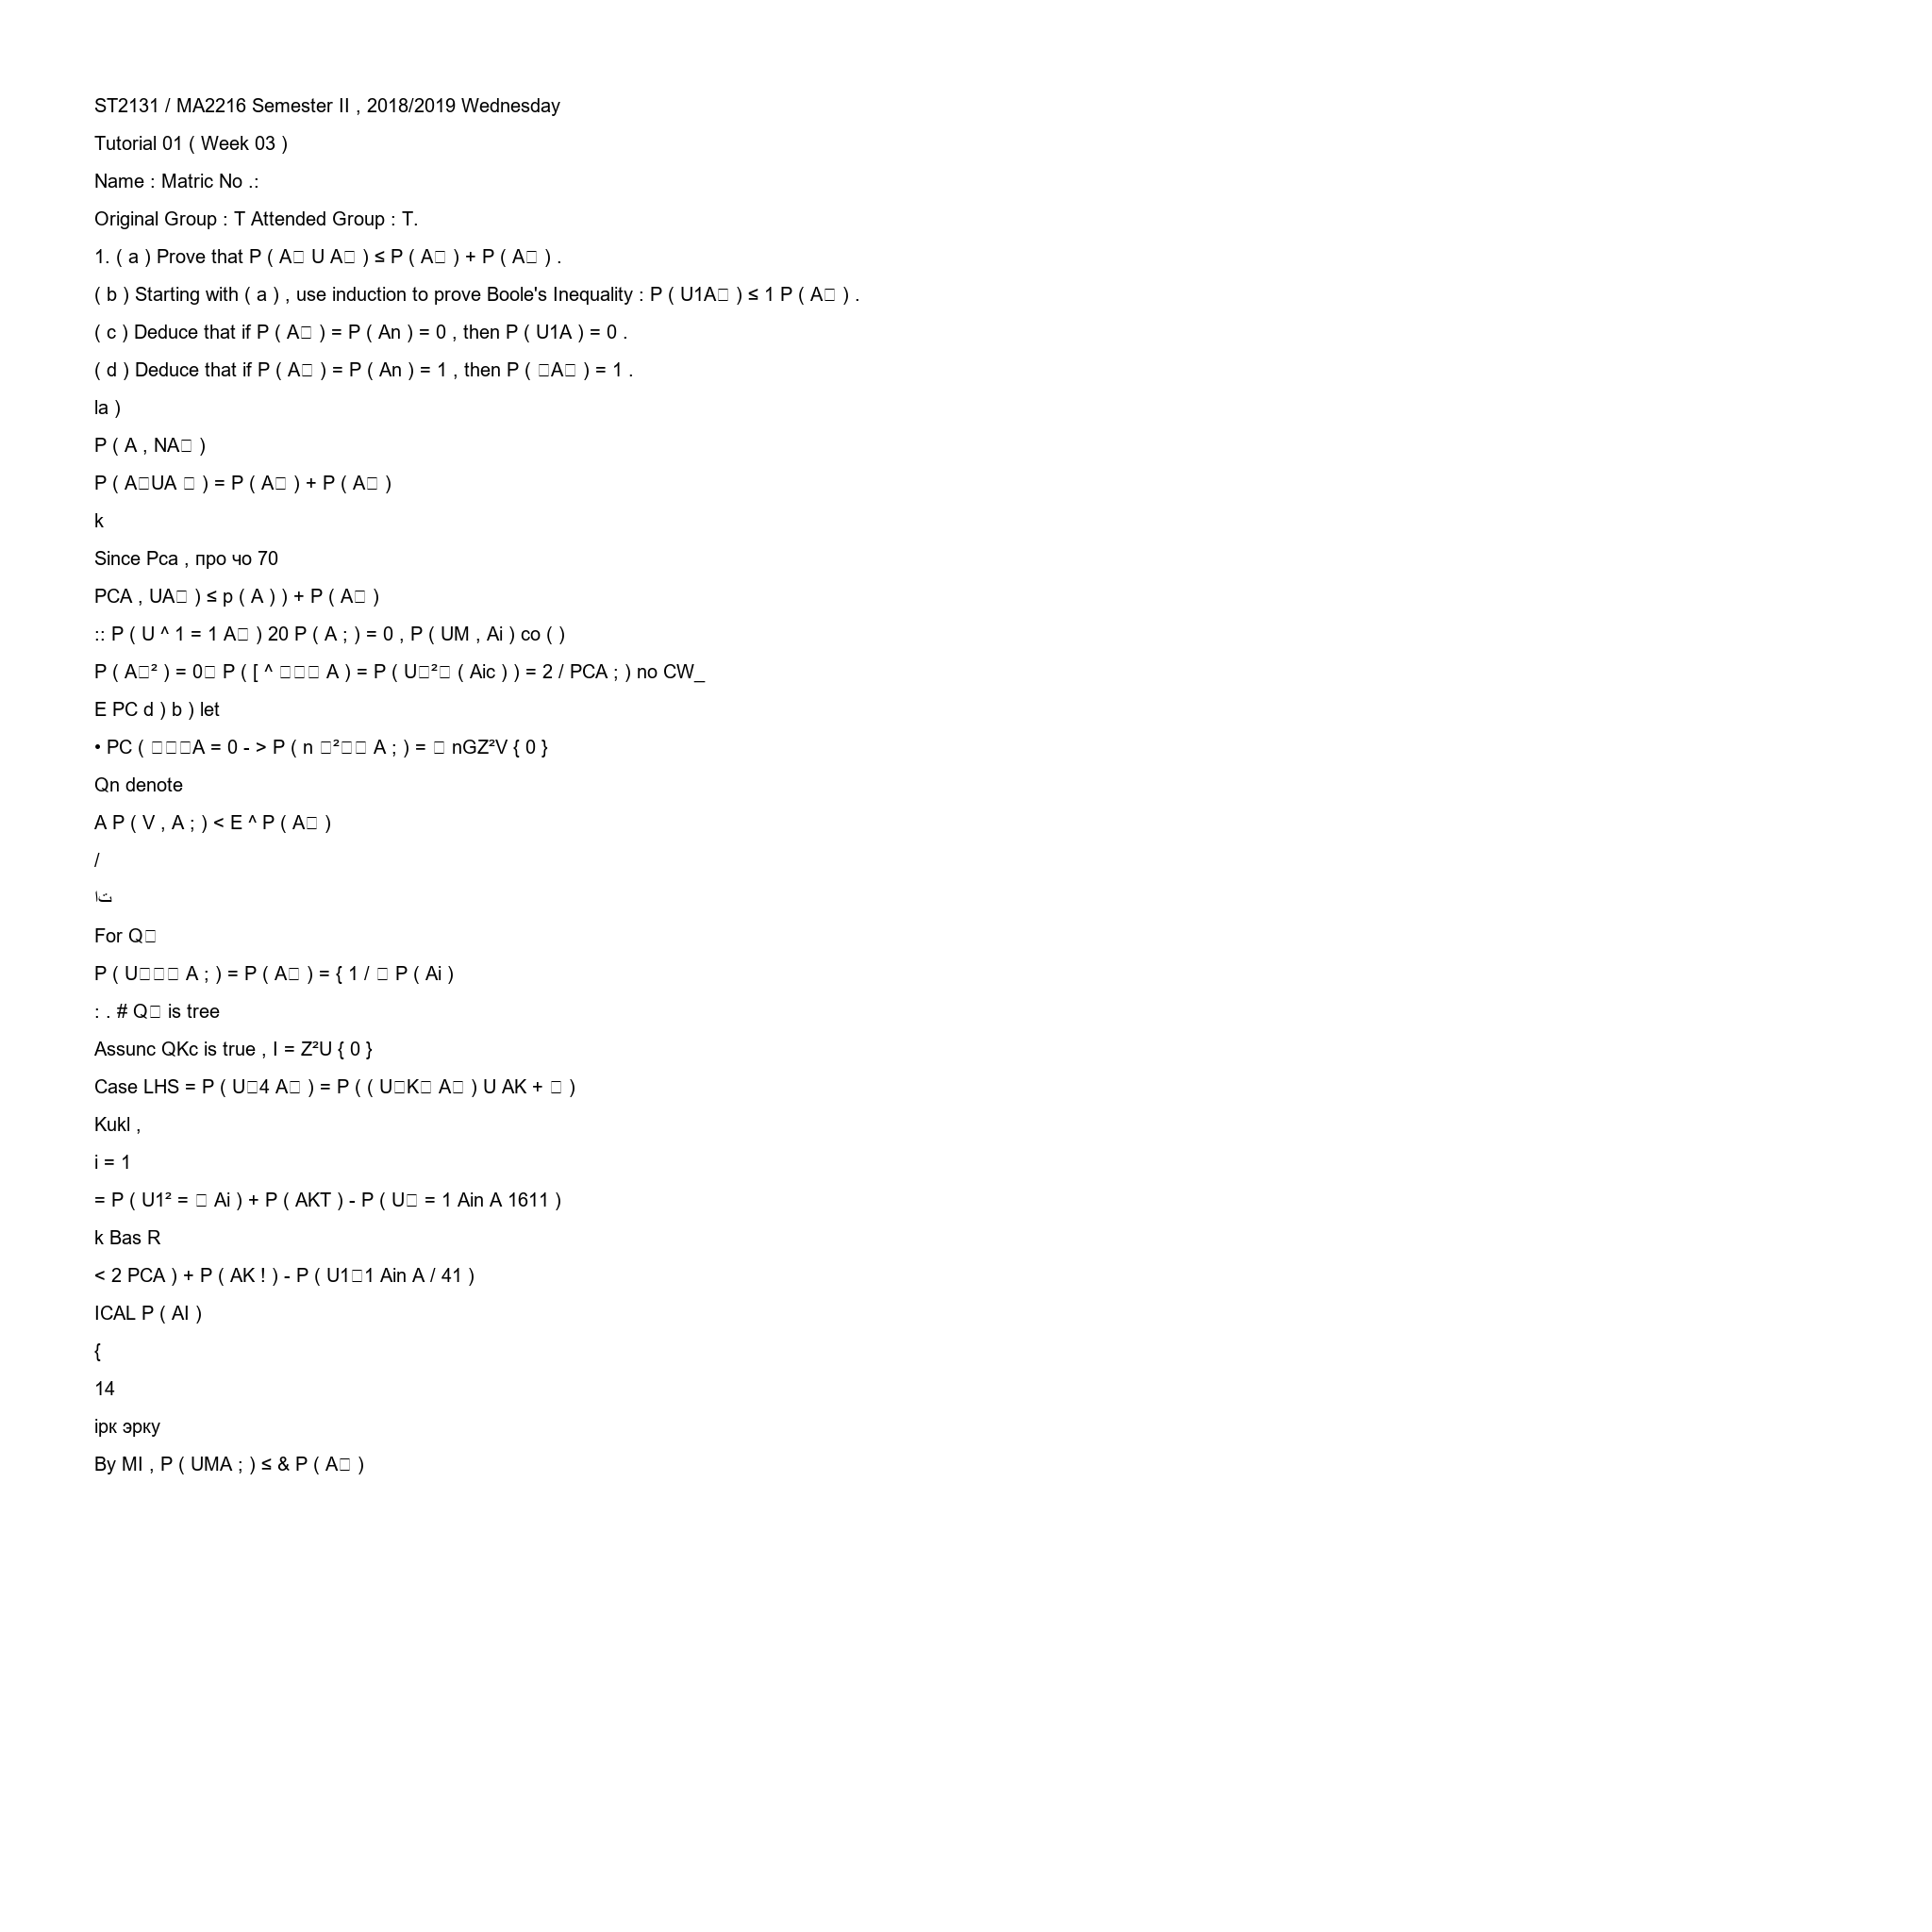 ST2131 / MA2216 Semester II , 2018/2019 Wednesday
Tutorial 01 ( Week 03 )
Name : Matric No .:
Original Group : T Attended Group : T.
1. ( a ) Prove that P ( A□ U A□ ) ≤ P ( A□ ) + P ( A□ ) .
( b ) Starting with ( a ) , use induction to prove Boole's Inequality : P ( U1A□ ) ≤ 1 P ( A□ ) .
( c ) Deduce that if P ( A□ ) = P ( An ) = 0 , then P ( U1A ) = 0 .
( d ) Deduce that if P ( A□ ) = P ( An ) = 1 , then P ( □A□ ) = 1 .
la )
P ( A , NA□ )
P ( A□UA □ ) = P ( A□ ) + P ( A□ )
k
Since Pca , про чо 70
PCA , UA□ ) ≤ p ( A ) ) + P ( A□ )
:: P ( U ^ 1 = 1 A□ ) 20 P ( A ; ) = 0 , P ( UM , Ai ) co ( )
P ( A□² ) = 0□ P ( [ ^ □□□ A ) = P ( U□²□ ( Aic ) ) = 2 / PCA ; ) no CW_
E PC d ) b ) let
• PC ( □□□A = 0 - > P ( n □²□□ A ; ) = □ nGZ²V { 0 }
Qn denote
A P ( V , A ; ) < E ^ P ( A□ )
/
تا
For Q□
P ( U□□□ A ; ) = P ( A□ ) = { 1 / □ P ( Ai )
: . # Q□ is tree
Assunc QKc is true , I = Z²U { 0 }
Case LHS = P ( U□4 A□ ) = P ( ( U□K□ A□ ) U AK + □ )
Kukl ,
i = 1
= P ( U1² = □ Ai ) + P ( AKT ) - P ( U□ = 1 Ain A 1611 )
k Bas R
< 2 PCA ) + P ( AK ! ) - P ( U1□1 Ain A / 41 )
ICAL P ( AI )
{
14
ірк эрку
By MI , P ( UMA ; ) ≤ & P ( A□ )